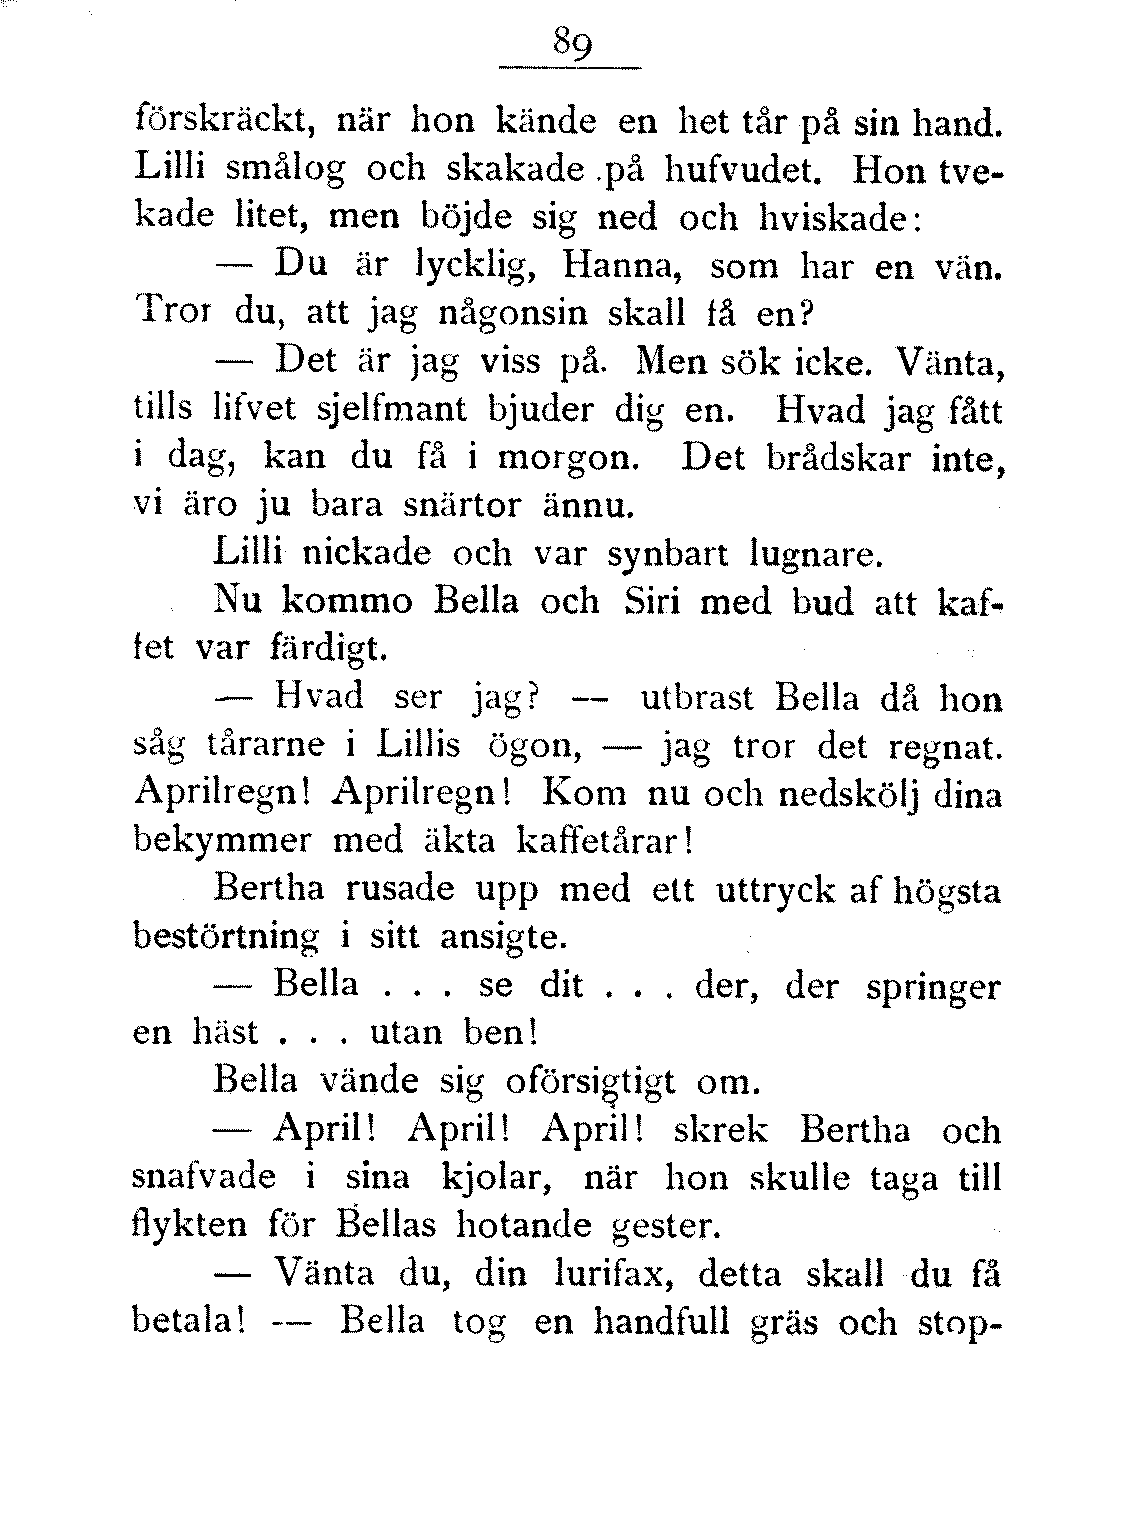 89
förskräckt, när hon kände en het tår på sin hand.
Lilli smålog och skakade .på hufvudet. Hon tve-
kade litet, men böjde sig ned och hviskade:
— Du är lycklig, Hanna, som har en vän.
Tror du, att jag någonsin skall få en?
— Det är jag viss på. Men sök icke. Vänta,
tills lifvet sjelfmant bjuder dig en. Hvad jag fått
i dag, kan du få i morgon. Det brådskar inte,
vi äro ju bara snärtor ännu.
Lilli nickade och var synbart lugnare.
Nu kommo Bella och Siri med bud att kaf-
fet var färdigt.
— Hvad ser jag? — utbrast Bella då hon
såg tårarne i Lillis ögon, — jag tror det regnat.
Aprilregn! Aprilregn! Kom nu och nedskölj dina
bekymmer med äkta kaffetårar!
Bertha rusade upp med ett uttryck af högsta
bestörtning i sitt ansigte.
— Bella . . . se dit . . . der, der springer
en häst . . . utan ben!
Bella vände sig oförsigtigt om.
— April! April! April! skrek Bertha och
snafvade i sina kjolar, när hon skulle taga till
flykten för Bellas hotande gester.
— Vänta du, din lurifax, detta skall du få
betala! — Bella tog en handfull gräs och stop-